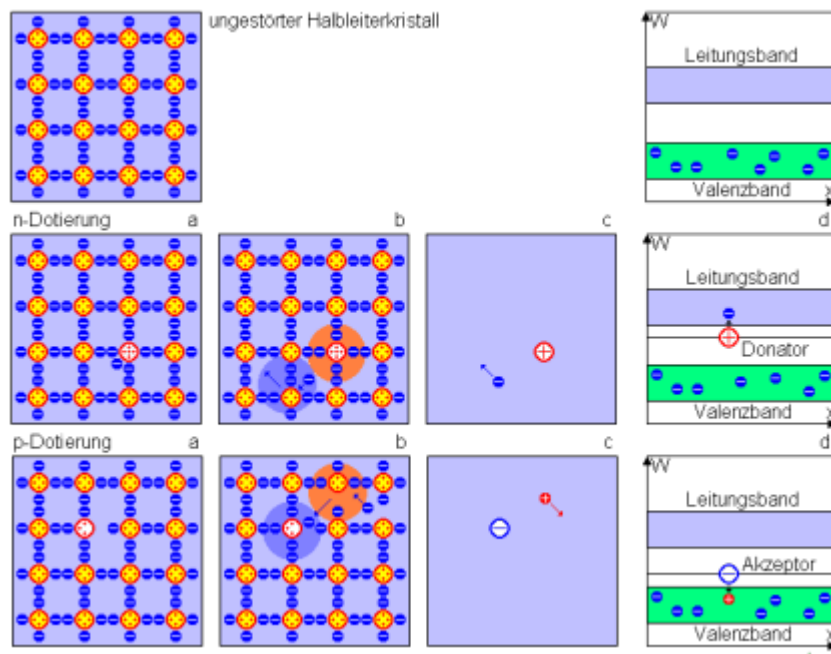 ungestörter Halbleiterkristall
W
Leitungsband
Valenzband
x
n-Dotierung a b c d
W
Leitungsband
Donator
Valenzband
x
p-Dotierung a b c d
W
Leitungsband
Akzeptor
Valenzband
x